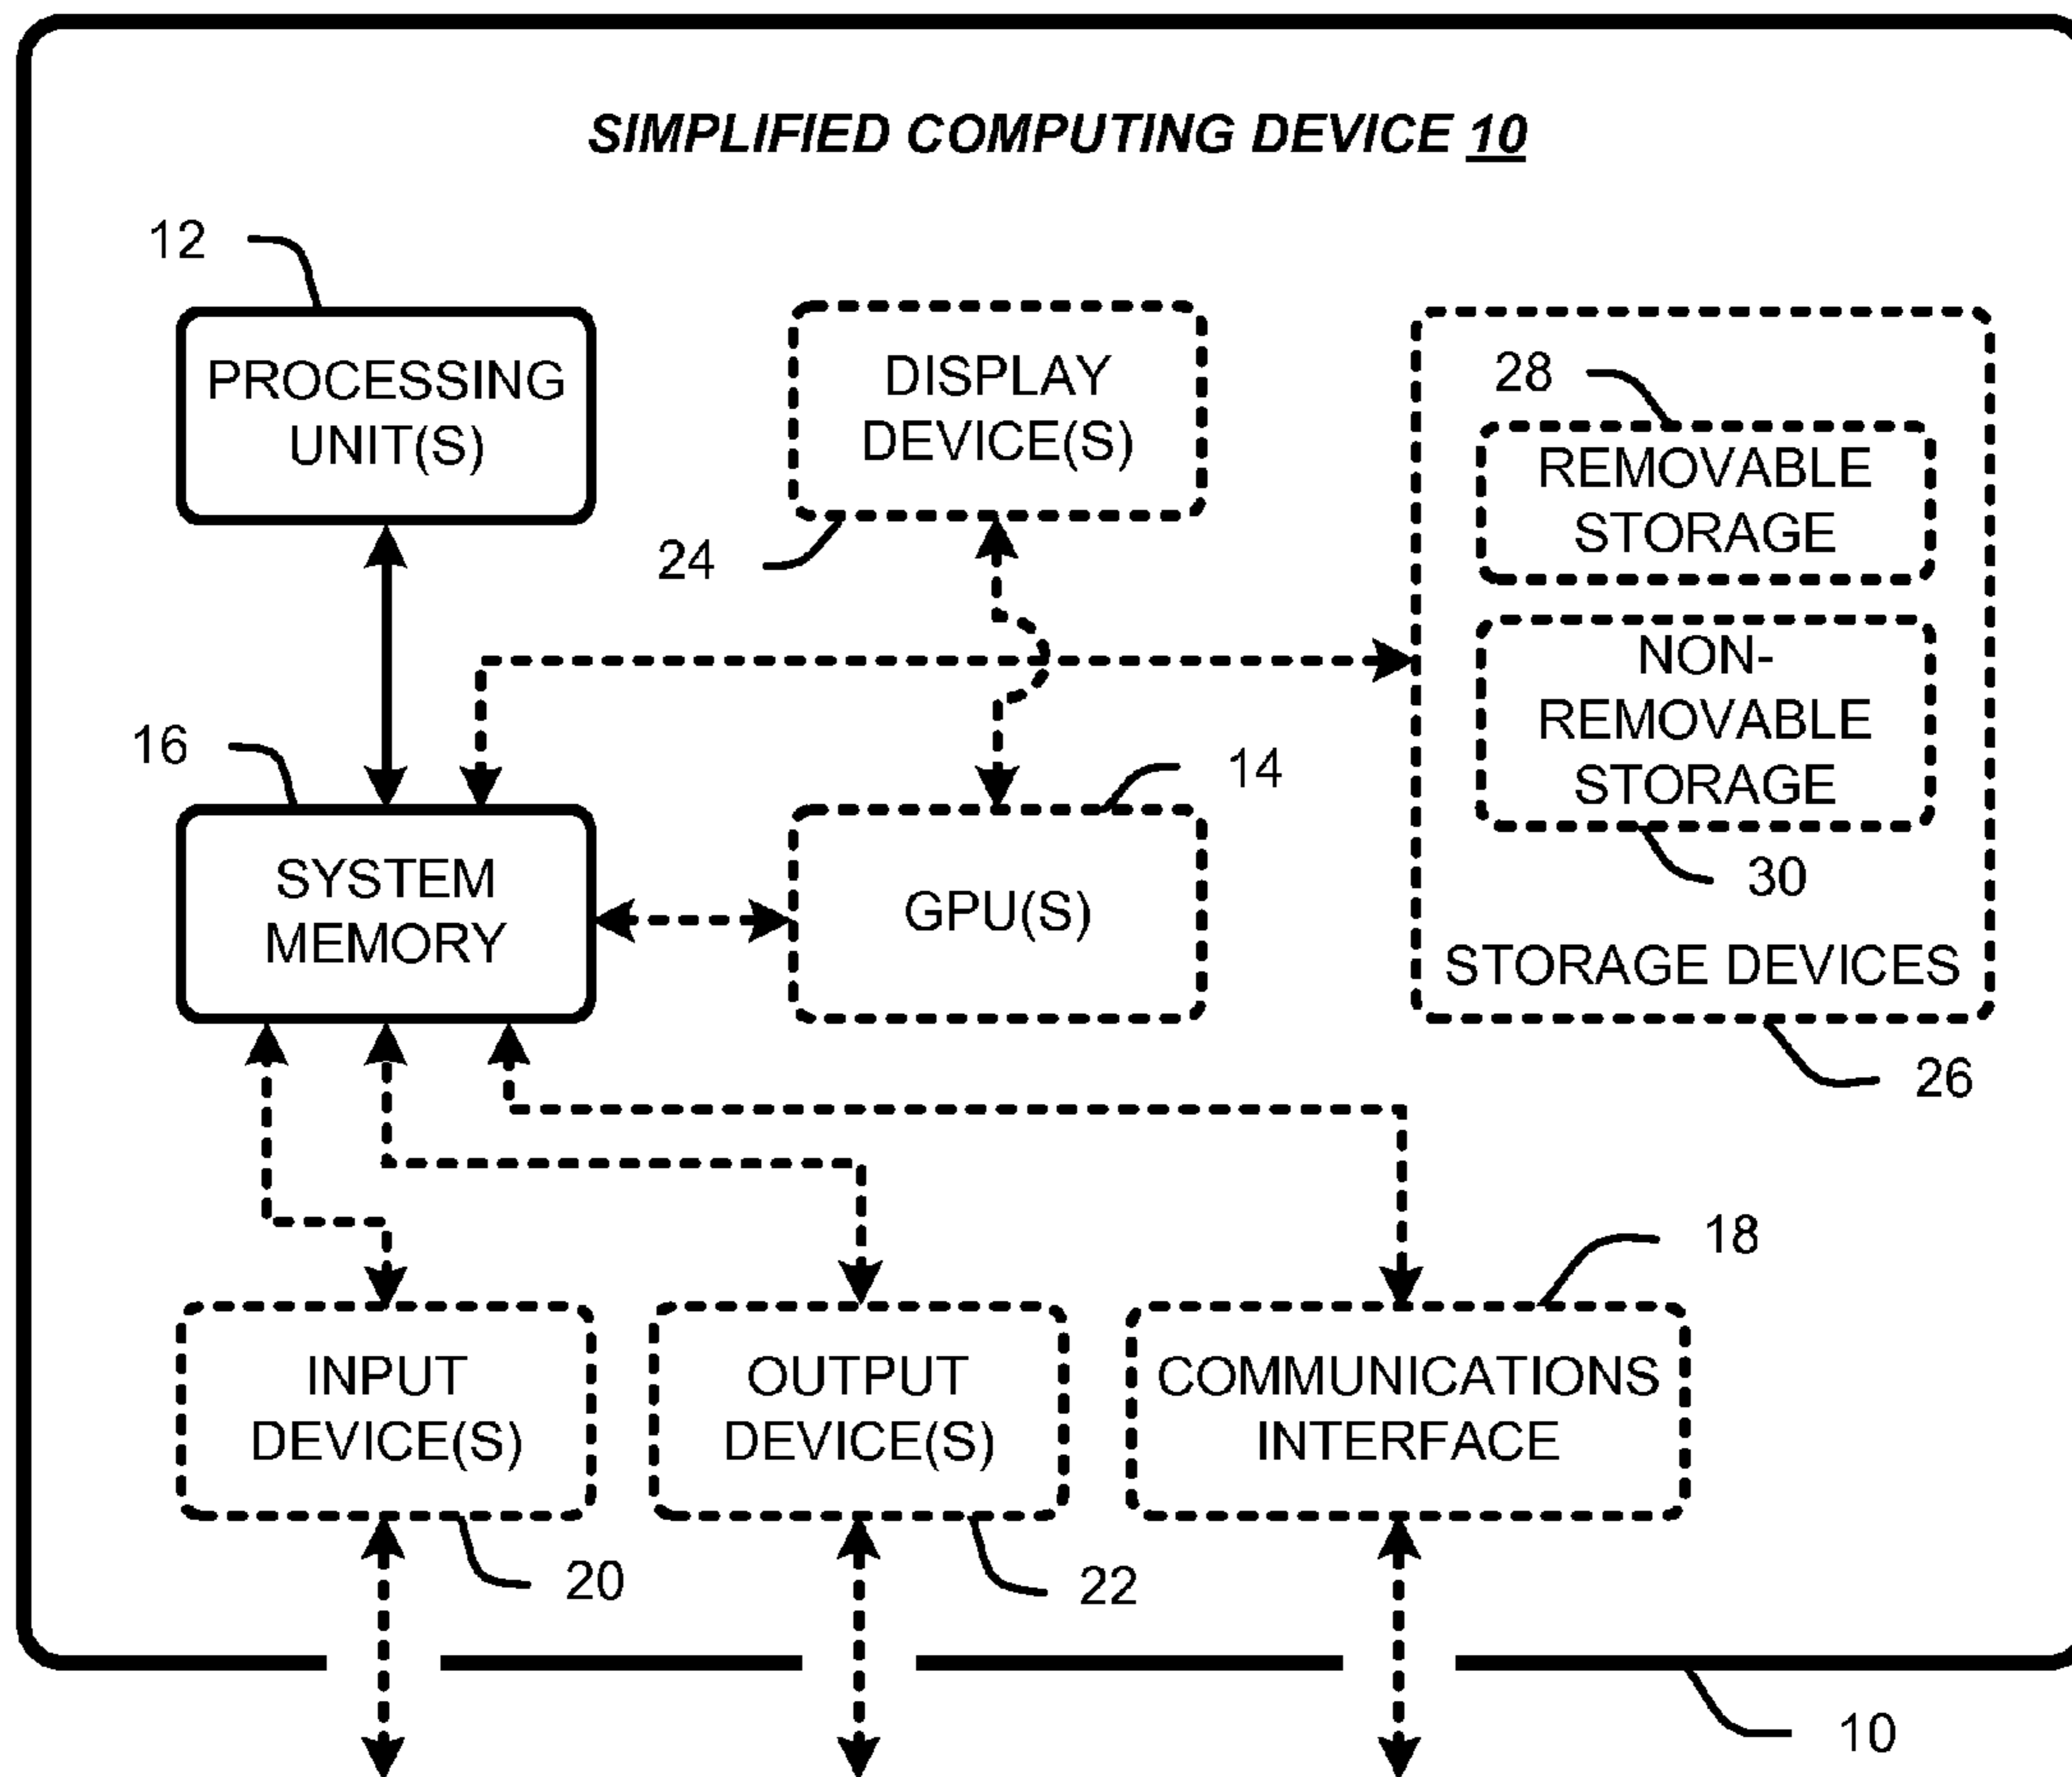 SIMPLIFIED COMPUTING DEVICE 10
12
PROCESSING
UNIT(S)
DISPLAY
DEVICE(S)
24
28
REMOVABLE
STORAGE
NON-
REMOVABLE
STORAGE
30
STORAGE DEVICES
26
16
SYSTEM
MEMORY
14
GPU(S)
18
INPUT
DEVICE(S)
OUTPUT
DEVICE(S)
COMMUNICATIONS
INTERFACE
20
22
10